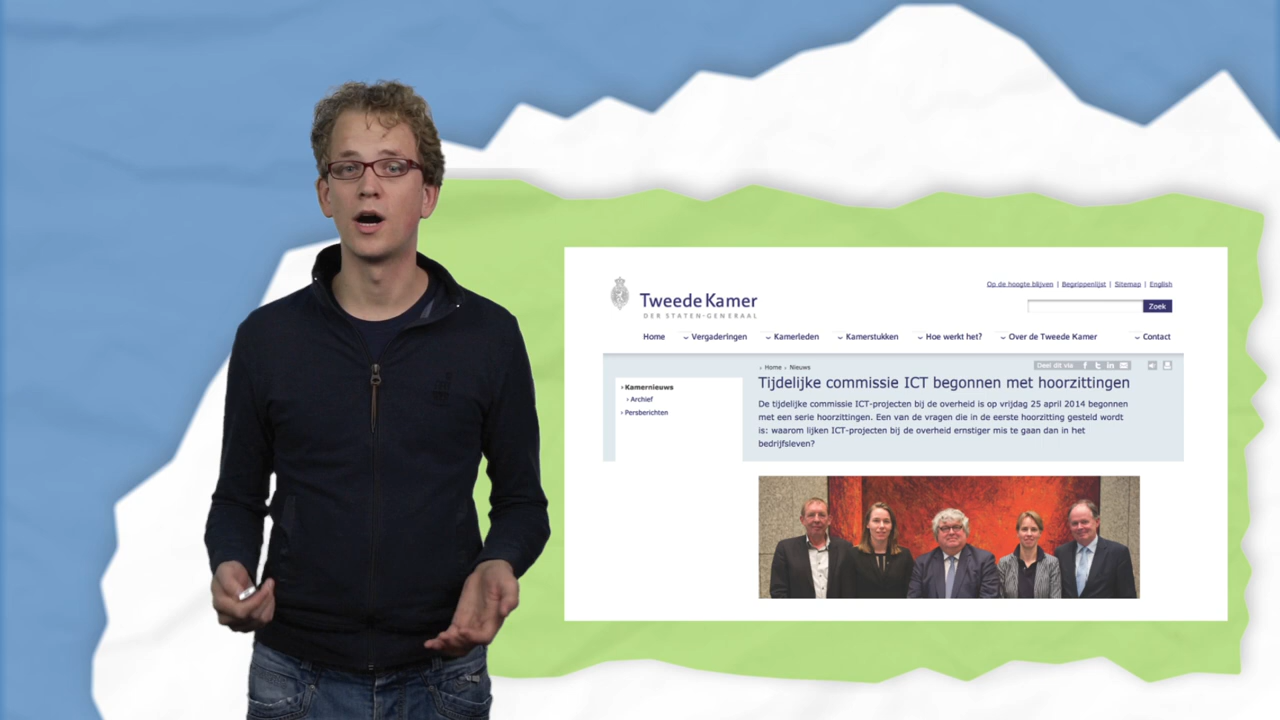 Op de hoogte blijven | Begrippenlijst | Sitemap | English
Tweede Kamer
DER STATEN-GENERAAL
Zoek
Home Vergaderingen Kamerleden Kamerstukken Hoe werkt het? Over de Tweede Kamer Contact
Deel dit via
Home › Nieuws
Kamernieuws
Archief
Persberichten
Tijdelijke commissie ICT begonnen met hoorzittingen
De tijdelijke commissie ICT-projecten bij de overheid is op vrijdag 25 april 2014 begonnen
met een serie hoorzittingen. Een van de vragen die in de eerste hoorzitting gesteld wordt
is: waarom lijken ICT-projecten bij de overheid ernstiger mis te gaan dan in het
bedrijfsleven?